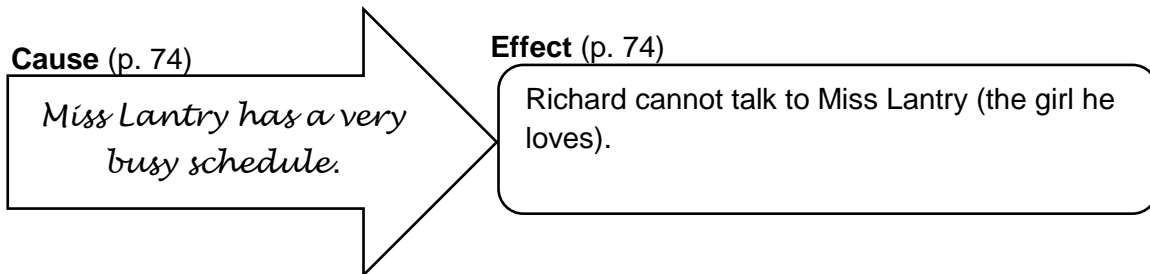 Cause (p. 74)
Miss Lantry has a very
busy schedule.
Effect (p. 74)
Richard cannot talk to Miss Lantry (the girl he
loves).